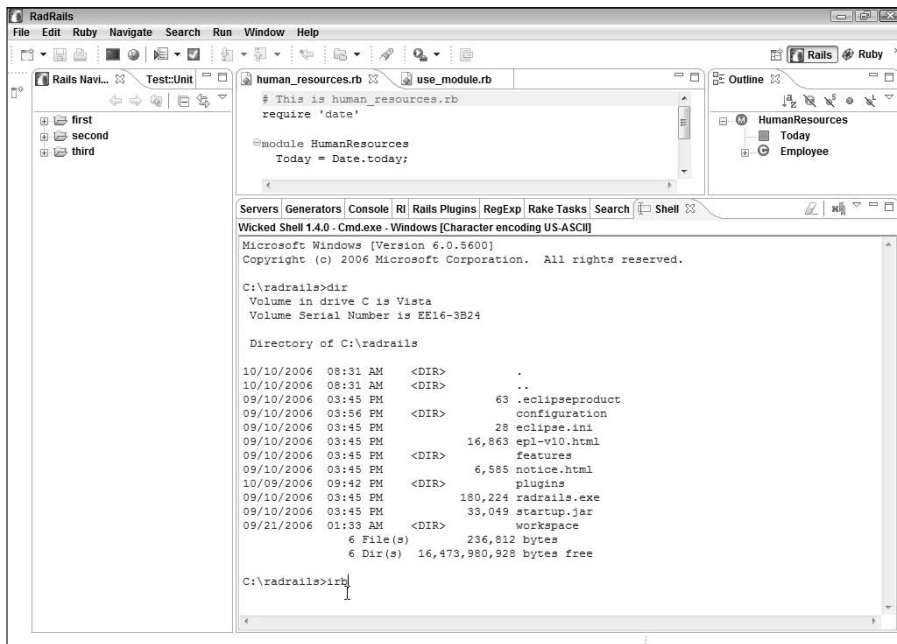 RadRails
File Edit Ruby Navigate Search Run Window Help
Rails Ruby
Rails Navi... Test::Unit
first
second
third
human_resources.rb use_module.rb
# This is human_resources.rb
require 'date'
module HumanResources
Today = Date.today;
Outline
HumanResources
Today
Employee
Servers Generators Console RI Rails Plugins RegExp Rake Tasks Search Shell
Wicked Shell 1.4.0 - Cmd.exe - Windows [Character encoding US-ASCII]
Microsoft Windows [Version 6.0.5600]
Copyright (c) 2006 Microsoft Corporation.  All rights reserved.
C:\radrails>dir
Volume in drive C is Vista
Volume Serial Number is EE16-3B24
Directory of C:\radrails
10/10/2006  08:31 AM    <DIR>          .
10/10/2006  08:31 AM    <DIR>          ..
09/10/2006  03:45 PM                63 .eclipseproduct
09/10/2006  03:56 PM    <DIR>          configuration
09/10/2006  03:45 PM                28 eclipse.ini
09/10/2006  03:45 PM            16,863 epl-v10.html
09/10/2006  03:45 PM    <DIR>          features
09/10/2006  03:45 PM             6,585 notice.html
10/09/2006  09:42 PM    <DIR>          plugins
09/10/2006  03:45 PM           180,224 radrails.exe
09/10/2006  03:45 PM            33,049 startup.jar
09/21/2006  01:33 AM    <DIR>          workspace
6 File(s)        236,812 bytes
6 Dir(s)  16,473,980,928 bytes free
C:\radrails>irb